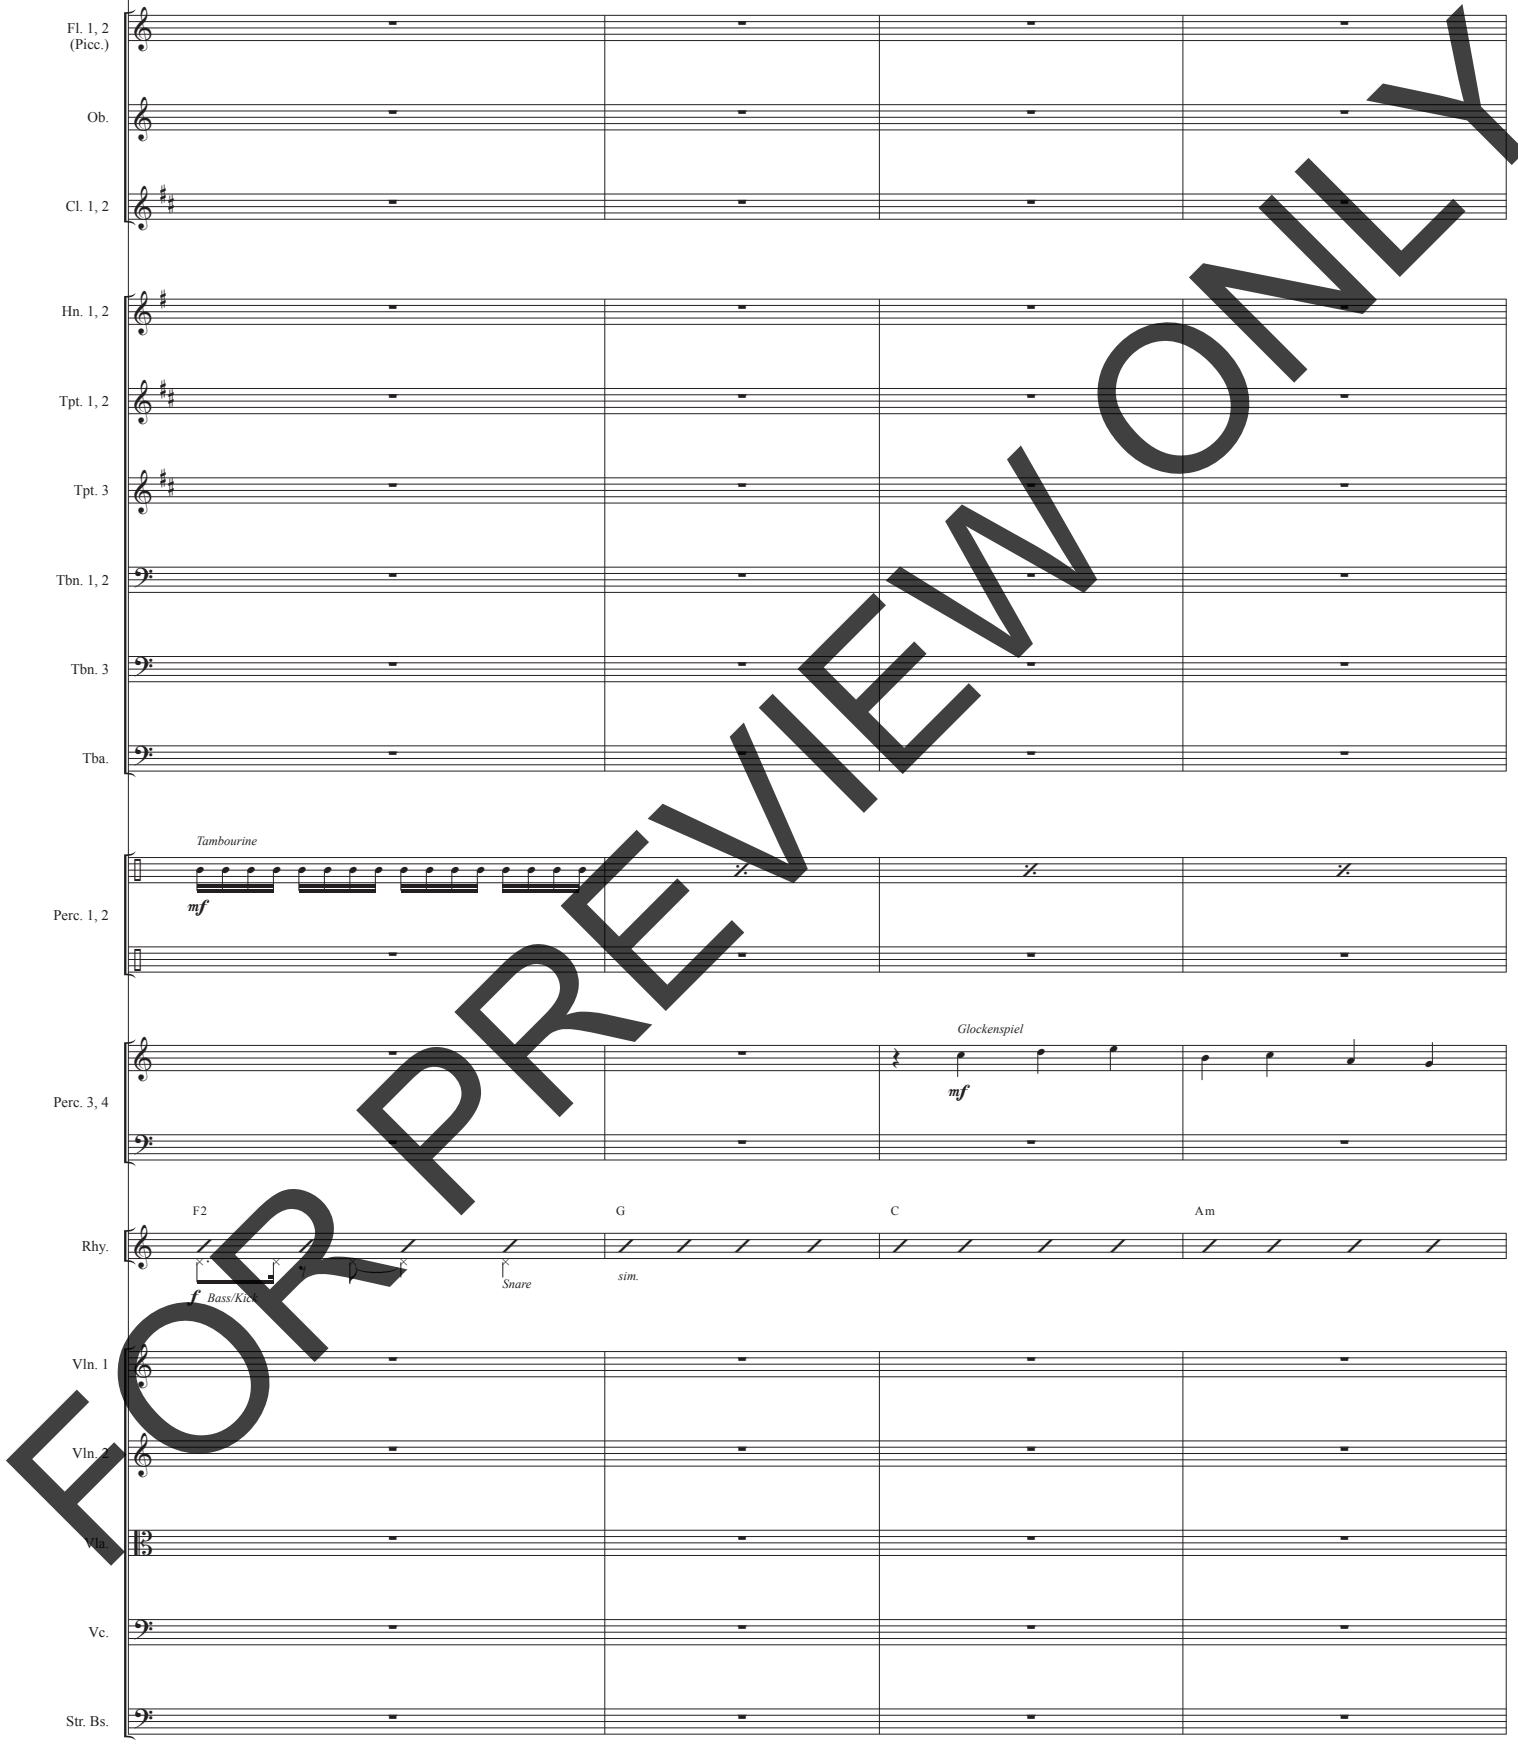 Fl. 1, 2
(Picc.)
Ob.
Cl. 1, 2
Hn. 1, 2
Tpt. 1, 2
Tpt. 3
Tbn. 1, 2
Tbn. 3
Tba.
Tambourine
mf
Perc. 1, 2
Glockenspiel
mf
Perc. 3, 4
F2 G C Am
Rhy.
Snare sim.
f Bass/Kick
Vln. 1
Vln. 2
Vla.
Vc.
Str. Bs.
FOR PREVIEW ONLY